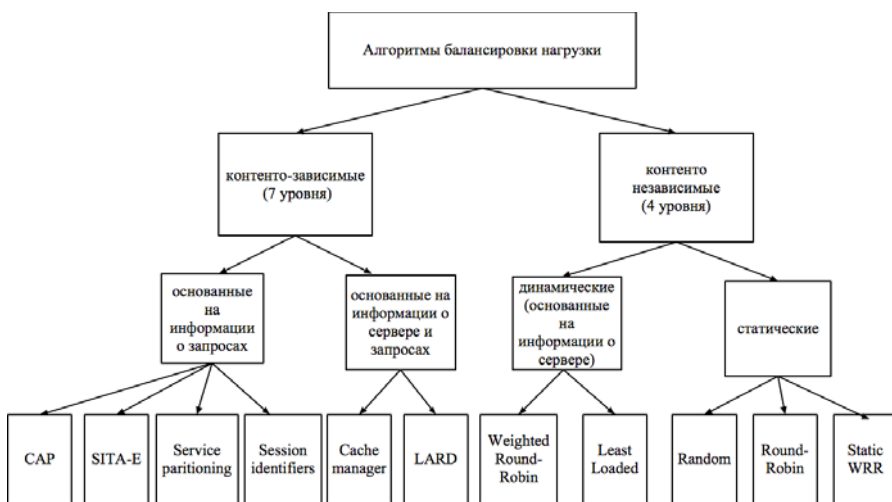 Алгоритмы балансировки нагрузки
контенто-зависимые
(7 уровня)
контенто
независимые
(4 уровня)
основанные
на
информации
о запросах
основанные на
информации о
сервере и
запросах
динамические
(основанные
на
информации о
сервере)
статические
CAP
SITA-E
Service
paritioning
Session
identifiers
Cache
manager
LARD
Weighted
Round-
Robin
Least
Loaded
Random
Round-
Robin
Static
WRR